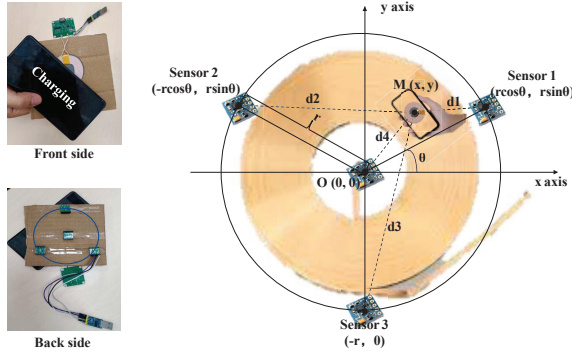 Charging
Front side
Back side
y axis
Sensor 2
(-rcosθ, rsinθ)
M (x, y)
Sensor 1
(rcosθ, rsinθ)
d2
d1
r
d4
θ
O (0, 0)
x axis
d3
Sensor 3
(-r, 0)